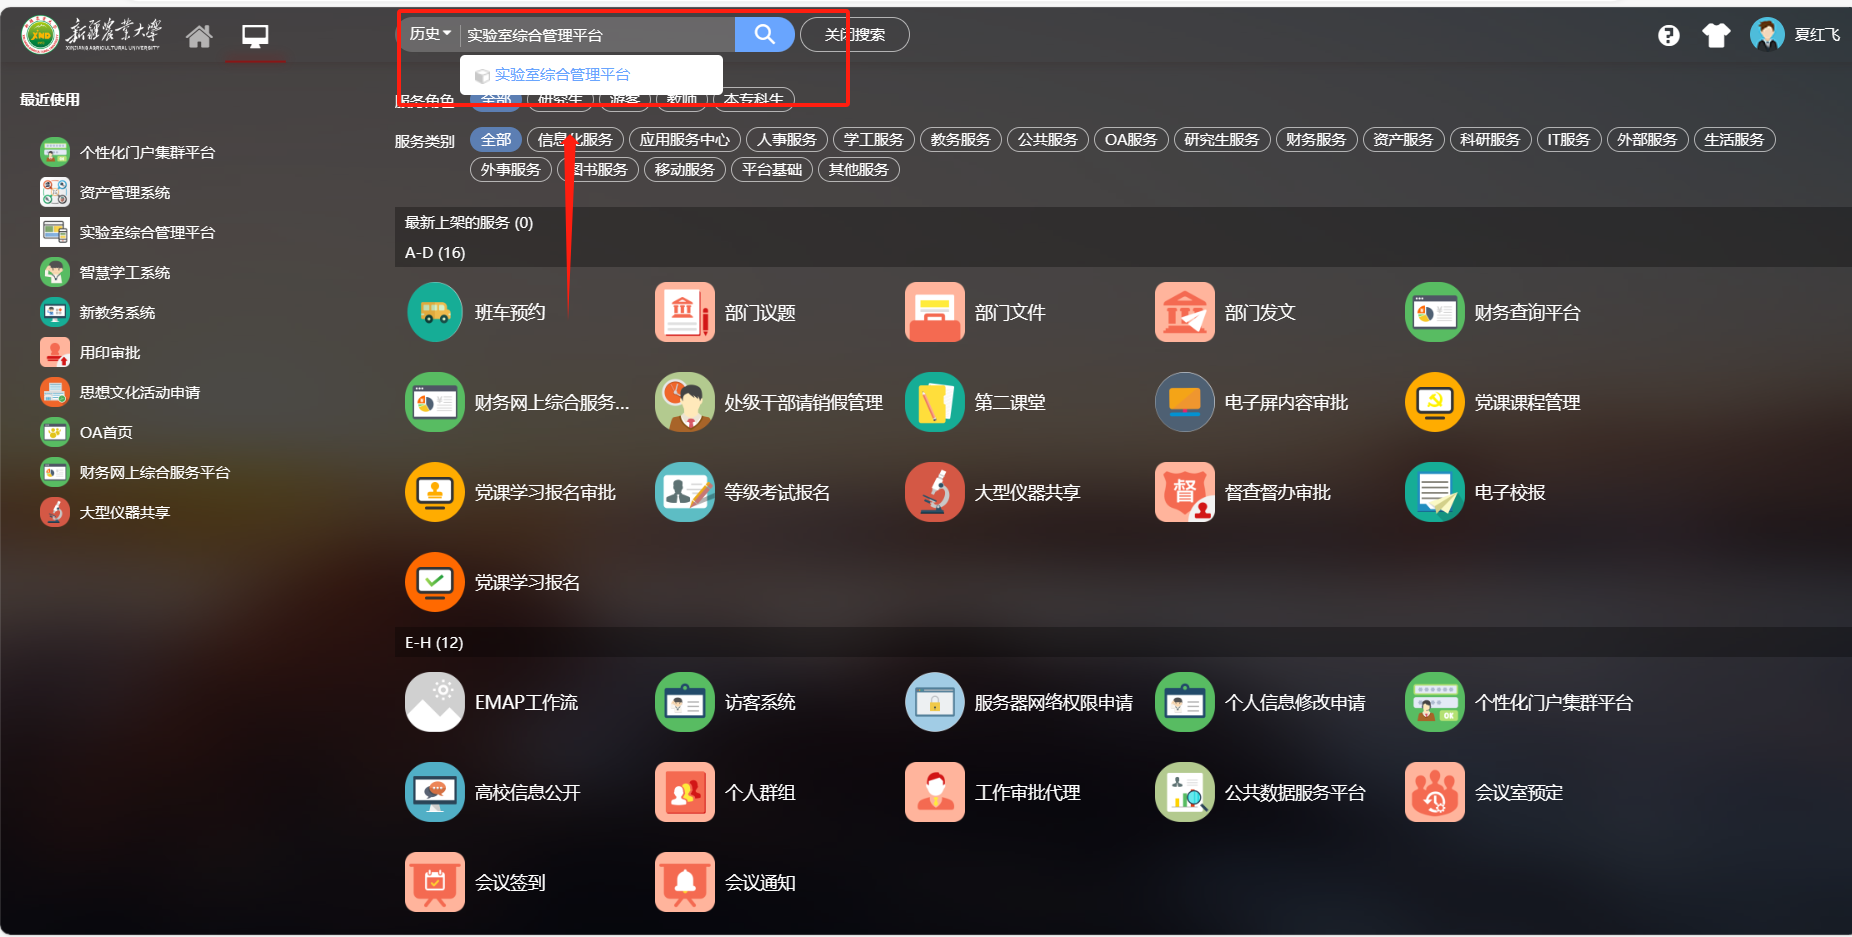 新疆农业大学
XINJIANG AGRICULTURAL UNIVERSITY
历史 实验室综合管理平台 关闭搜索 夏红飞
实验室综合管理平台
最近使用
个性化门户集群平台
资产管理系统
实验室综合管理平台
智慧学工系统
新教务系统
用印审批
思想文化活动申请
OA首页
财务网上综合服务平台
大型仪器共享
服务角色 全部 研究生 游客 教师 本专科生
服务类别 全部 信息化服务 应用服务中心 人事服务 学工服务 教务服务 公共服务 OA服务 研究生服务 财务服务 资产服务 科研服务 IT服务 外部服务 生活服务
外事服务 图书服务 移动服务 平台基础 其他服务
最新上架的服务 (0)
A-D (16)
班车预约 部门议题 部门文件 部门发文 财务查询平台
财务网上综合服务... 处级干部请销假管理 第二课堂 电子屏内容审批 党课课程管理
党课学习报名审批 等级考试报名 大型仪器共享 督 督查督办审批 电子校报
党课学习报名
E-H (12)
EMAP工作流 访客系统 服务器网络权限申请 个人信息修改申请 OK 个性化门户集群平台
高校信息公开 个人群组 工作审批代理 公共数据服务平台 会议室预定
会议签到 会议通知